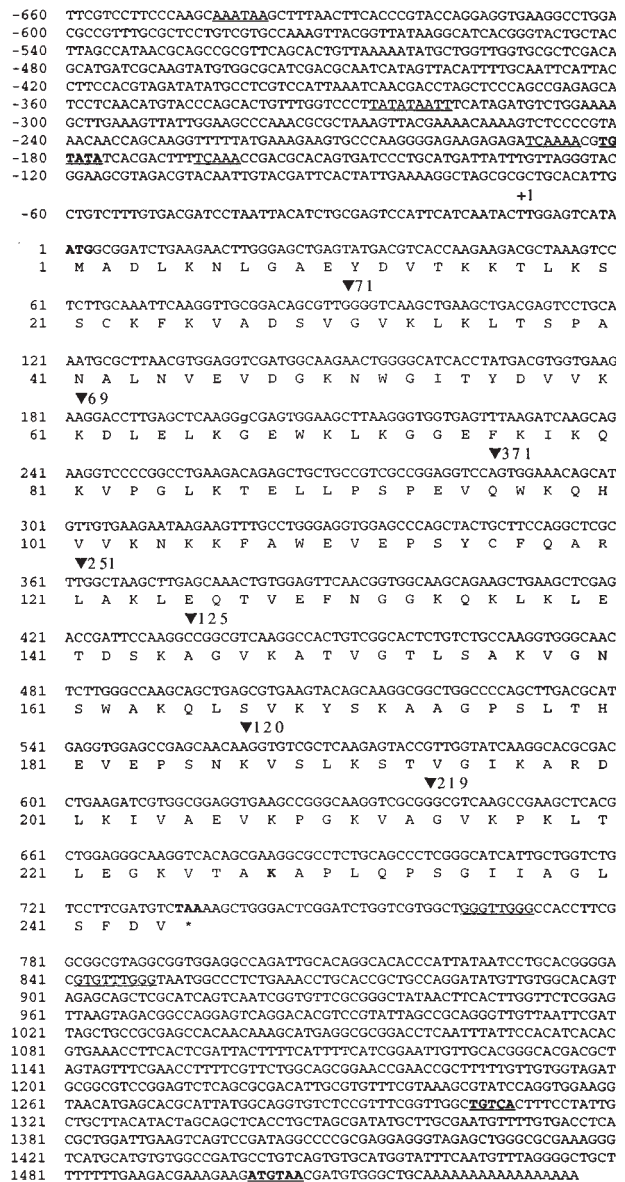 -660 TTCGTCCTTCCCAAGCAAATAAGCTTTAACTTCACCCGTACCAGGAGGTGAAGGCCTGGA
-600 CGCCGTTTGCGCTCCTGTCGTGCCAAAGTTACGGTTATAAGGCATCACGGGTACTGCTAC
-540 TTAGCCATAACGCAGCCGCGTTCAGCACTGTTAAAAATATGCTGGTTGGTGCGCTCGACA
-480 GCATGATCGCAAGTATGTGGCGCATCGACGCAATCATAGTTACATTTTGCAATTCATTAC
-420 CTTCCACGTAGATATATGCCTCGTCCATTAAATCAACGACCTAGCTCCCAGCCGAGAGCA
-360 TCCTCAACATGTACCCAGCACTGTTTGGTCCCTTATATAATTTCATAGATGTCTGGAAAA
-300 GCTTGAAAGTTATTGGAAGCCCAAACGCGCTAAAGTTACGAAAACAAAAGTCTCCCCGTA
-240 AACAACCAGCAAGGTTTTTATGAAAGAAGTGCCCAAGGGGAGAAGAGAGATCAAAACGTG
-180 TATATCACGACTTTTCAAACCGACGCACAGTGATCCCTGCATGATTATTTGTTAGGGTAC
-120 GGAAGCGTAGACGTACAATTGTACGATTCACTATTGAAAAGGCTAGCGCGCTGCACATTG
+1
-60 CTGTCTTTGTGACGATCCTAATTACATCTGCGAGTCCATTCATCAATACTTGGAGTCATA
1 ATGGCGGATCTGAAGAACTTGGGAGCTGAGTATGACGTCACCAAGAAGACGCTAAAGTCC
1 M A D L K N L G A E Y D V T K K T L K S
▼71
61 TCTTGCAAATTCAAGGTTGCGGACAGCGTTGGGGTCAAGCTGAAGCTGACGAGTCCTGCA
21 S C K F K V A D S V G V K L K L T S P A
121 AATGCGCTTAACGTGGAGGTCGATGGCAAGAACTGGGGCATCACCTATGACGTGGTGAAG
41 N A L N V E V D G K N W G I T Y D V V K
▼69
181 AAGGACCTTGAGCTCAAGGgCGAGTGGAAGCTTAAGGGTGGTGAGTTTAAGATCAAGCAG
61 K D L E L K G E W K L K G G E F K I K Q
▼371
241 AAGGTCCCCGGCCTGAAGACAGAGCTGCTGCCGTCGCCGGAGGTCCAGTGGAAACAGCAT
81 K V P G L K T E L L P S P E V Q W K Q H
301 GTTGTGAAGAATAAGAAGTTTGCCTGGGAGGTGGAGCCCAGCTACTGCTTCCAGGCTCGC
101 V V K N K K F A W E V E P S Y C F Q A R
▼251
361 TTGGCTAAGCTTGAGCAAACTGTGGAGTTCAACGGTGGCAAGCAGAAGCTGAAGCTCGAG
121 L A K L E Q T V E F N G G K Q K L K L E
▼125
421 ACCGATTCCAAGGCCGGCGTCAAGGCCACTGTCGGCACTCTGTCTGCCAAGGTGGGCAAC
141 T D S K A G V K A T V G T L S A K V G N
481 TCTTGGGCCAAGCAGCTGAGCGTGAAGTACAGCAAGGCGGCTGGCCCCAGCTTGACGCAT
161 S W A K Q L S V K Y S K A A G P S L T H
▼120
541 GAGGTGGAGCCGAGCAACAAGGTGTCGCTCAAGAGTACCGTTGGTATCAAGGCACGCGAC
181 E V E P S N K V S L K S T V G I K A R D
▼219
601 CTGAAGATCGTGGCGGAGGTGAAGCCGGGCAAGGTCGCGGGCGTCAAGCCGAAGCTCACG
201 L K I V A E V K P G K V A G V K P K L T
661 CTGGAGGGCAAGGTCACAGCGAAGGCGCCTCTGCAGCCCTCGGGCATCATTGCTGGTCTG
221 L E G K V T A K A P L Q P S G I I A G L
721 TCCTTCGATGTCTAAAAGCTGGGACTCGGATCTGGTCGTGGCTGGGTTGGGCCACCTTCG
241 S F D V *
781 GCGGCGTAGGCGGTGGAGGCCAGATTGCACAGGCACACCCATTATAATCCTGCACGGGGA
841 CGTGTTTGGGTAATGGCCCTCTGAAACCTGCACCGCTGCCAGGATATGTTGTGGCACAGT
901 AGAGCAGCTCGCATCAGTCAATCGGTGTTCGCGGGCTATAACTTCACTTGGTTCTCGGAG
961 TTAAGTAGACGGCCAGGAGTCAGGACACGTCCGTATTAGCCGCAGGGTTGTTAATTCGAT
1021 TAGCTGCCGCGAGCCACAACAAAGCATGAGGCGCGGACCTCAATTTATTCCACATCACAC
1081 GTGAAACCTTCACTCGATTACTTTTCATTTTCATCGGAATTGTTGCACGGGCACGACGCT
1141 AGTAGTTTCGAACCTTTTCGTTCTGGCAGCGGAACCGAACCGCTTTTTGTTGTGGTAGAT
1201 GCGGCGTCCGGAGTCTCAGCGCGACATTGCGTGTTTCGTAAAGCGTATCCAGGTGGAAGG
1261 TAACATGAGCACGCATTATGGCAGGTGTCTCCGTTTCGGTTGGCTGTCACTTTCCTATTG
1321 CTGCTTACATACTaGCAGCTCACCTGCTAGCGATATGCTTGCGAATGTTTTGTGACCTCA
1381 CGCTGGATTGAAGTCAGTCCGATAGGCCCCGCGAGGAGGGTAGAGCTGGGCGCGAAAGGG
1421 TCATGCATGTGTGGCCGATGCCTGTCAGTGCATGGTATTTCAATGTTTAGGGGCTGCT
1481 TTTTTTGAAGACGAAAGAAGATGTAACGATGTGGGCTGCAAAAAAAAAAAAAAAAA